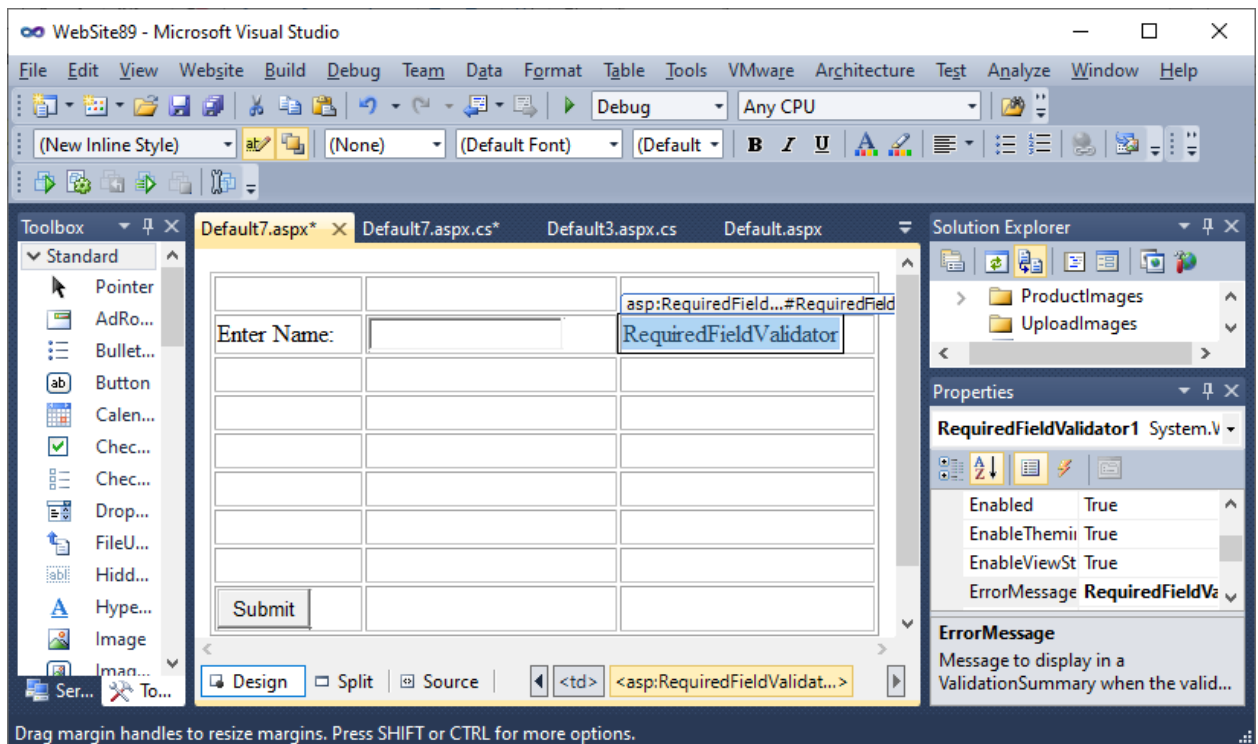 WebSite89 - Microsoft Visual Studio
File Edit View Website Build Debug Team Data Format Table Tools VMware Architecture Test Analyze Window Help
Debug Any CPU
(New Inline Style) ab (None) (Default Font) (Default B I U A
Toolbox
Standard
Pointer
AdRo...
Bullet...
ab Button
Calen...
Chec...
Chec...
Drop...
FileU...
abl Hidd...
A Hype...
Image
Imag...
Ser... To...
Default7.aspx* Default7.aspx.cs* Default3.aspx.cs Default.aspx
asp:RequiredField...#RequiredField
Enter Name: RequiredFieldValidator
Submit
Design Split Source <td> <asp:RequiredFieldValidat...>
Solution Explorer
ProductImages
UploadImages
Properties
RequiredFieldValidator1 System.W
A Z
Enabled True
EnableThemi True
EnableViewSt True
ErrorMessage RequiredFieldVa
ErrorMessage
Message to display in a
ValidationSummary when the valid...
Drag margin handles to resize margins. Press SHIFT or CTRL for more options.